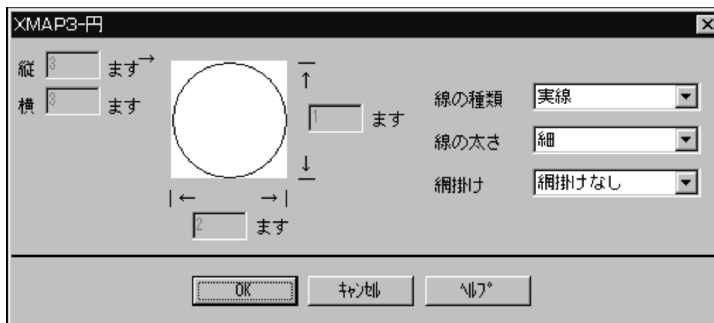 XMAP3-円
縦 3 ます→
横 3 ます
↑
1 ます
↓
|← →|
2 ます
線の種類 実線
線の太さ 細
網掛け 網掛けなし
OK ｷｬﾝｾﾙ ﾍﾙﾌﾟ